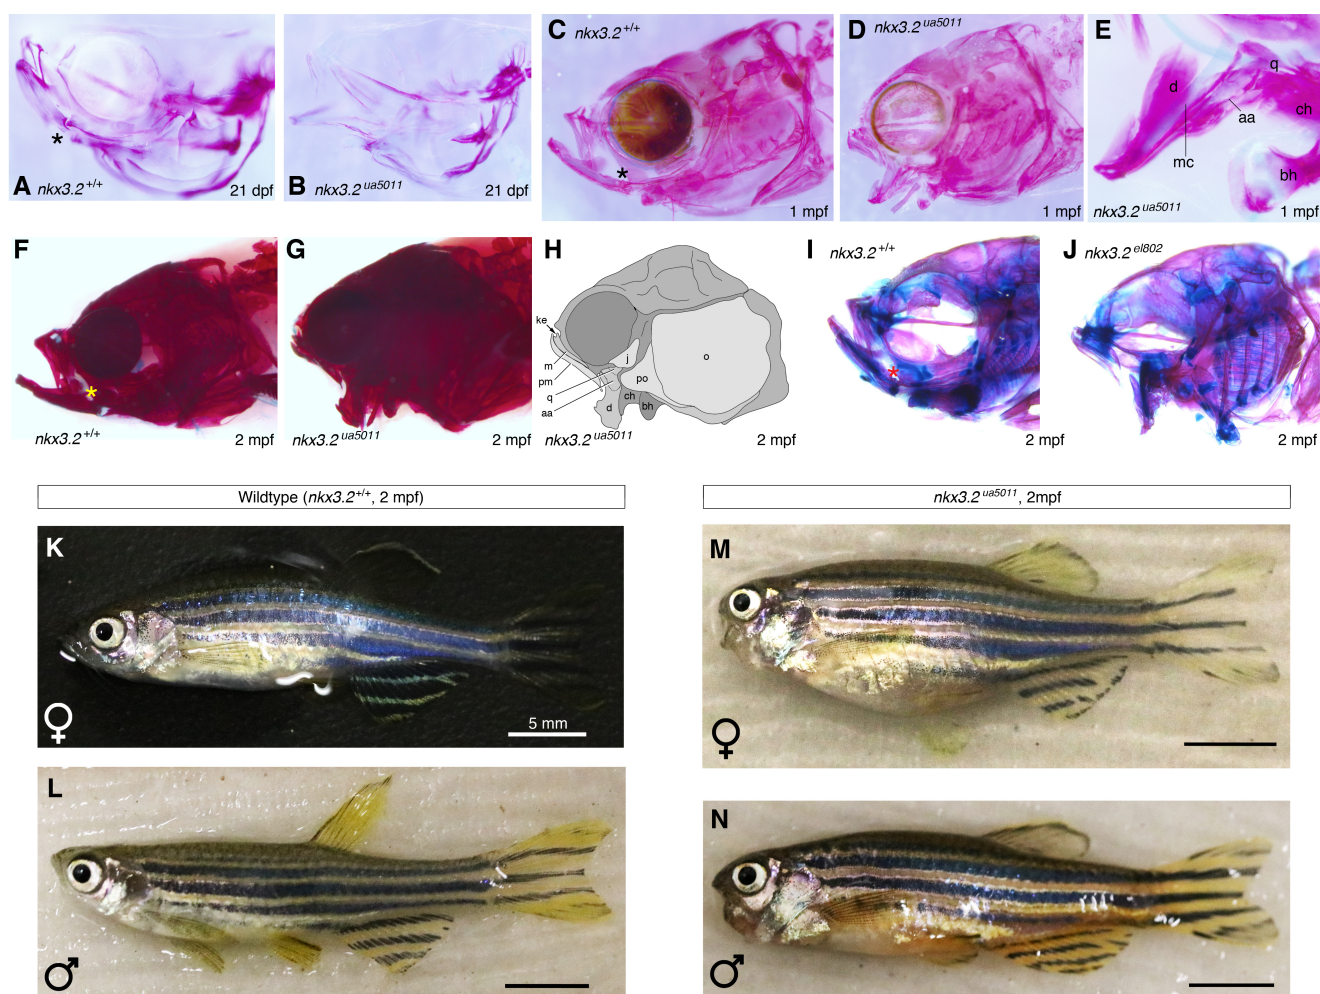 A nkx3.2+/+ 21 dpf *
B nkx3.2ua5011 21 dpf
C nkx3.2+/+ 1 mpf *
D nkx3.2ua5011 1 mpf
E d q ch aa mc bh nkx3.2ua5011 1 mpf
F * nkx3.2+/+ 2 mpf
G nkx3.2ua5011 2 mpf
H ke m pm q aa d ch bh j po o nkx3.2ua5011 2 mpf
I nkx3.2+/+ * 2 mpf
J nkx3.2el802 2 mpf
Wildtype (nkx3.2+/+, 2 mpf)
nkx3.2ua5011, 2mpf
K ♀ 5 mm
M ♀
L ♂
N ♂